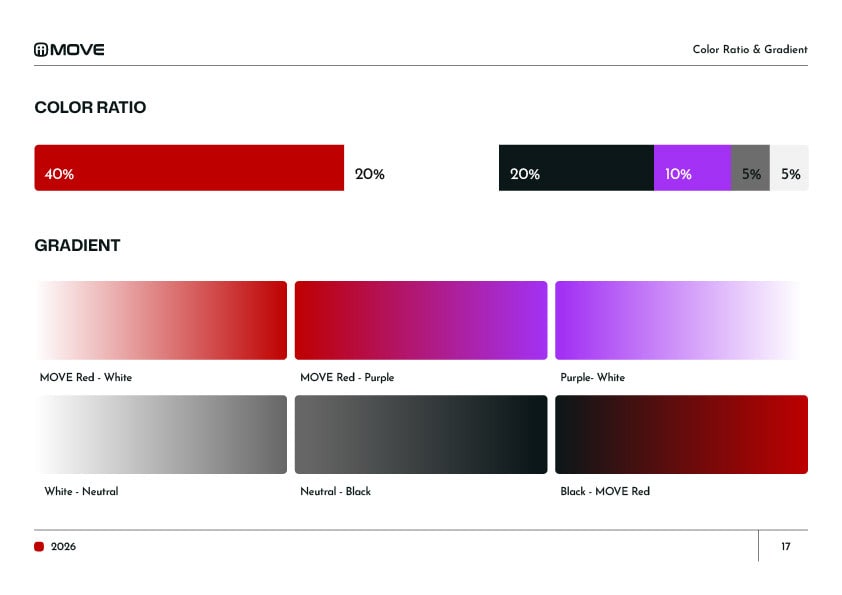 MOVE
Color Ratio & Gradient
COLOR RATIO
40% 20% 20% 10% 5% 5%
GRADIENT
MOVE Red - White MOVE Red - Purple Purple- White
White - Neutral Neutral - Black Black - MOVE Red
2026 17